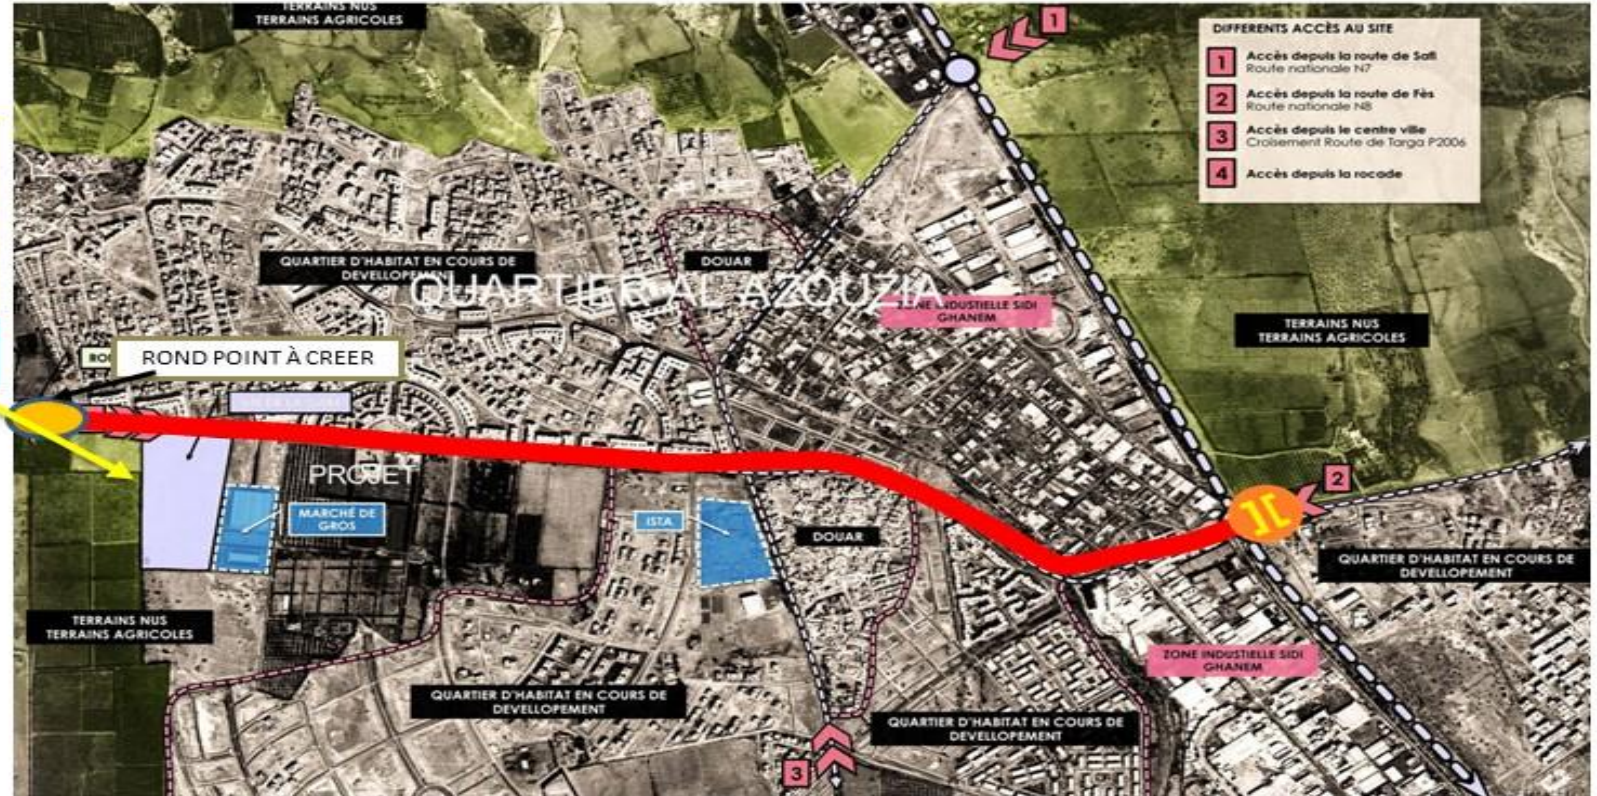 TERRAINS NUS
TERRAINS AGRICOLES
1
DIFFERENTS ACCÈS AU SITE
1 Accès depuis la route de Safi
Route nationale N7
2 Accès depuis la route de Fès
Route nationale N8
3 Accès depuis le centre ville
Croisement Route de Targa P2006
4 Accès depuis la rocade
QUARTIER D'HABITAT EN COURS DE
DEVELLOPEMENT
DOUAR
QUARTIER AL AZOUZIA
ZONE INDUSTIELLE SIDI
GHANEM
TERRAINS NUS
TERRAINS AGRICOLES
ROND POINT À CREER
PROJET
MARCHÉ DE
GROS
ISTA
DOUAR
2
QUARTIER D'HABITAT EN COURS DE
DEVELLOPEMENT
TERRAINS NUS
TERRAINS AGRICOLES
ZONE INDUSTIELLE SIDI
GHANEM
QUARTIER D'HABITAT EN COURS DE
DEVELLOPEMENT
QUARTIER D'HABITAT EN COURS DE
DEVELLOPEMENT
3